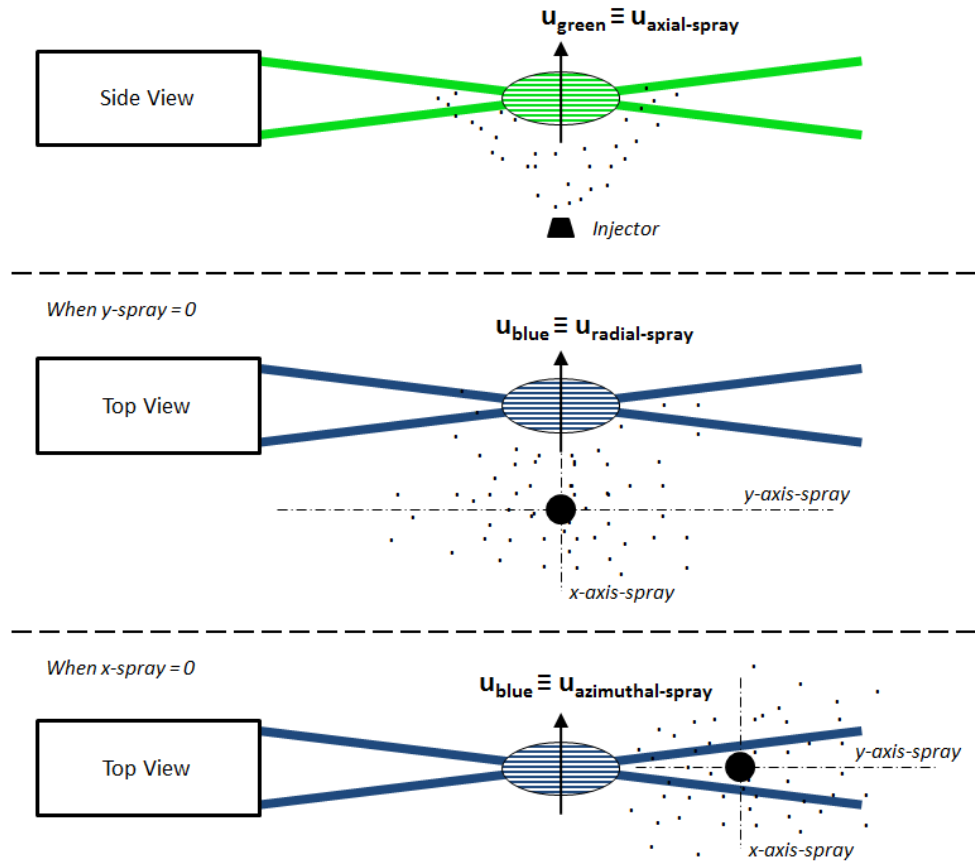 u_green ≡ u_axial-spray
Side View
Injector
When y-spray = 0
u_blue ≡ u_radial-spray
Top View
y-axis-spray
x-axis-spray
When x-spray = 0
u_blue ≡ u_azimuthal-spray
Top View
y-axis-spray
x-axis-spray